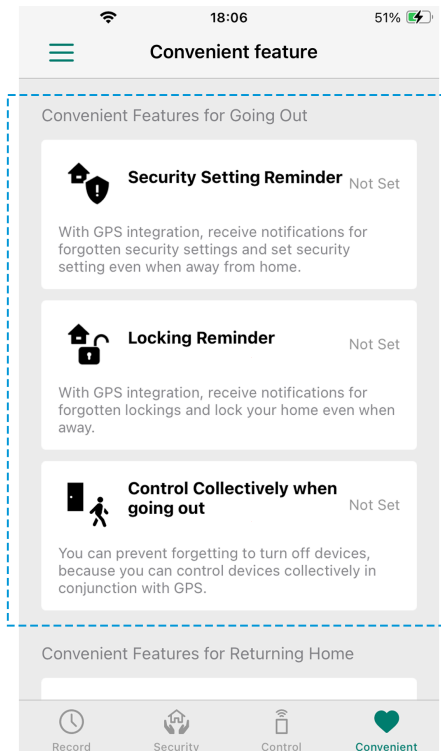 18:06
51%
Convenient feature
Convenient Features for Going Out
Security Setting Reminder
Not Set
With GPS integration, receive notifications for
forgotten security settings and set security
setting even when away from home.
Locking Reminder
Not Set
With GPS integration, receive notifications for
forgotten lockings and lock your home even when
away.
Control Collectively when
going out
Not Set
You can prevent forgetting to turn off devices,
because you can control devices collectively in
conjunction with GPS.
Convenient Features for Returning Home
Record
Security
Control
Convenient